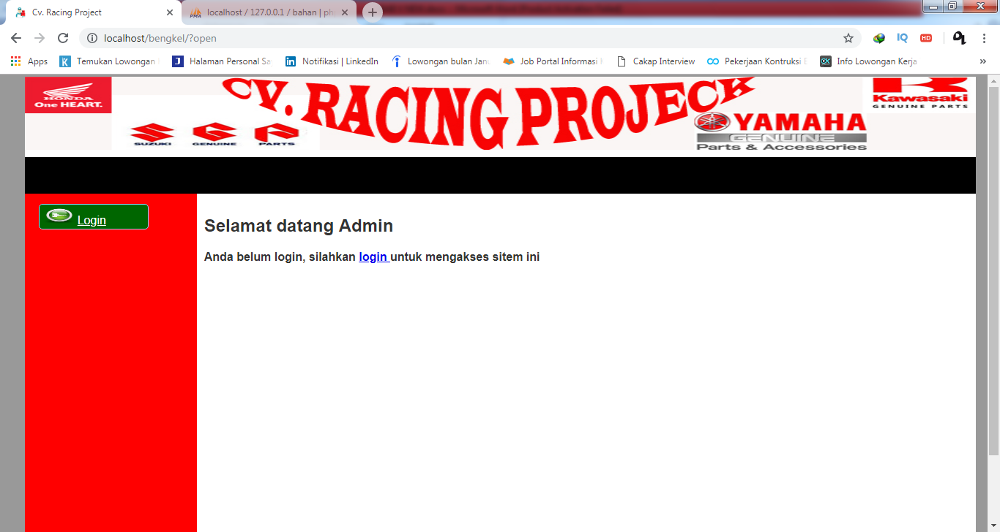 Cv. Racing Project
localhost / 127.0.0.1 / bahan | ph
localhost/bengkel/?open
IQ
HD
Apps
Temukan Lowongan
Halaman Personal Sa
Notifikasi | LinkedIn
Lowongan bulan Janu
Job Portal Informasi
Cakap Interview
Pekerjaan Kontruksi
Info Lowongan Kerja
HONDA
One HEART.
SUZUKI GENUINE PARTS
CV. RACING PROJECK
YAMAHA
GENUINE
Parts & Accessories
Kawasaki
GENUINE PARTS
Login
Selamat datang Admin
Anda belum login, silahkan login untuk mengakses sitem ini